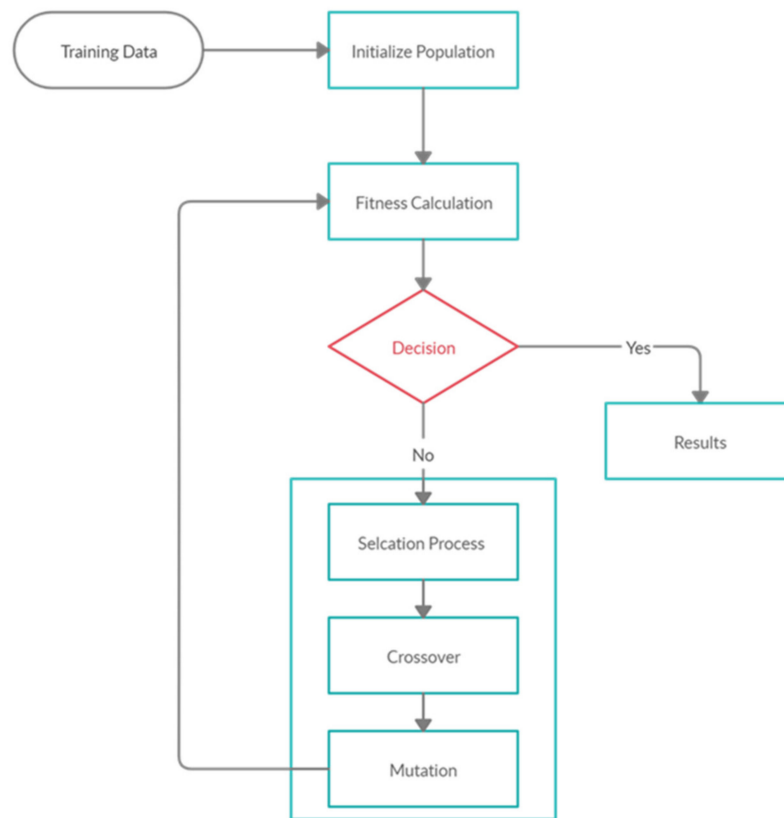 Training Data
Initialize Population
Fitness Calculation
Decision
Yes
Results
No
Selcation Process
Crossover
Mutation